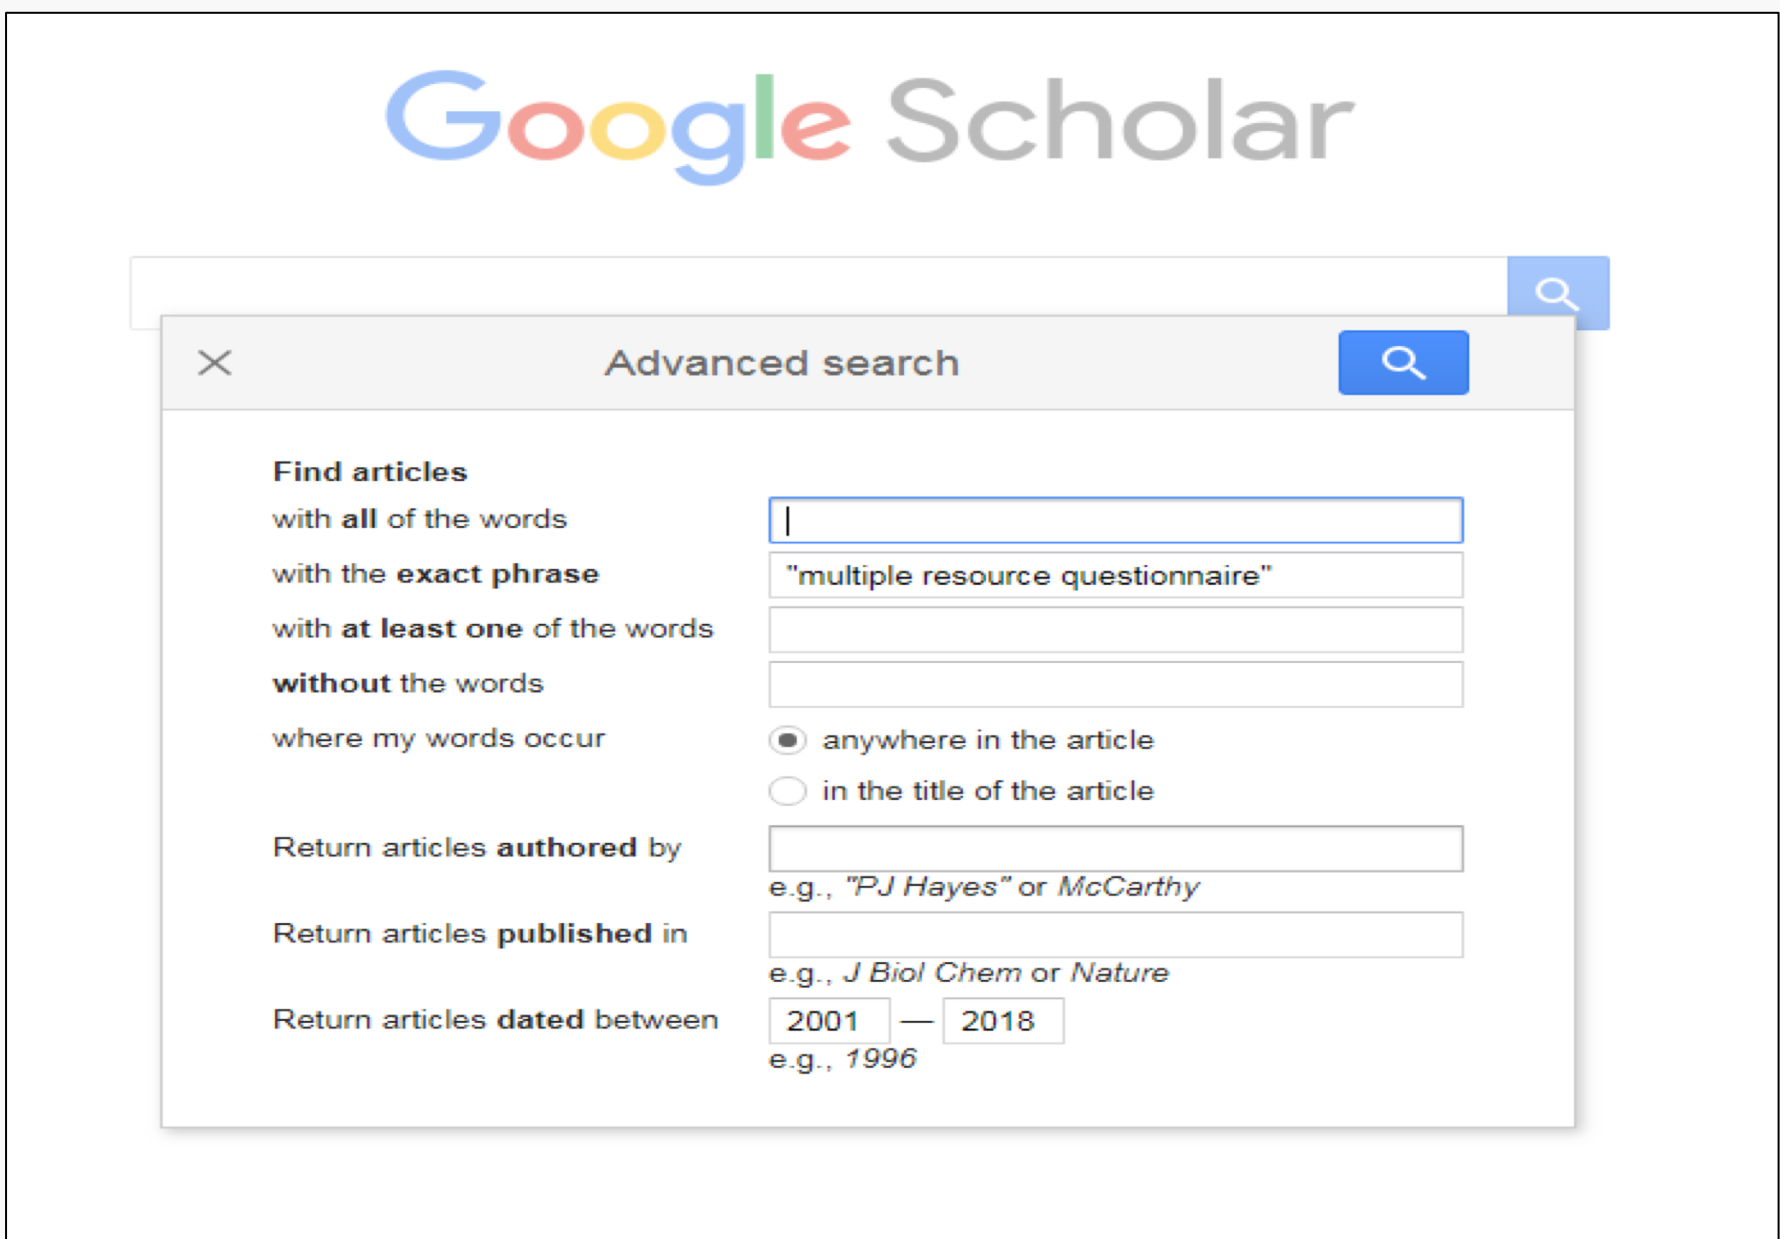 Google Scholar
Advanced search
Find articles
with all of the words
with the exact phrase "multiple resource questionnaire"
with at least one of the words
without the words
where my words occur anywhere in the article
in the title of the article
Return articles authored by
e.g., "PJ Hayes" or McCarthy
Return articles published in
e.g., J Biol Chem or Nature
Return articles dated between 2001 — 2018
e.g., 1996